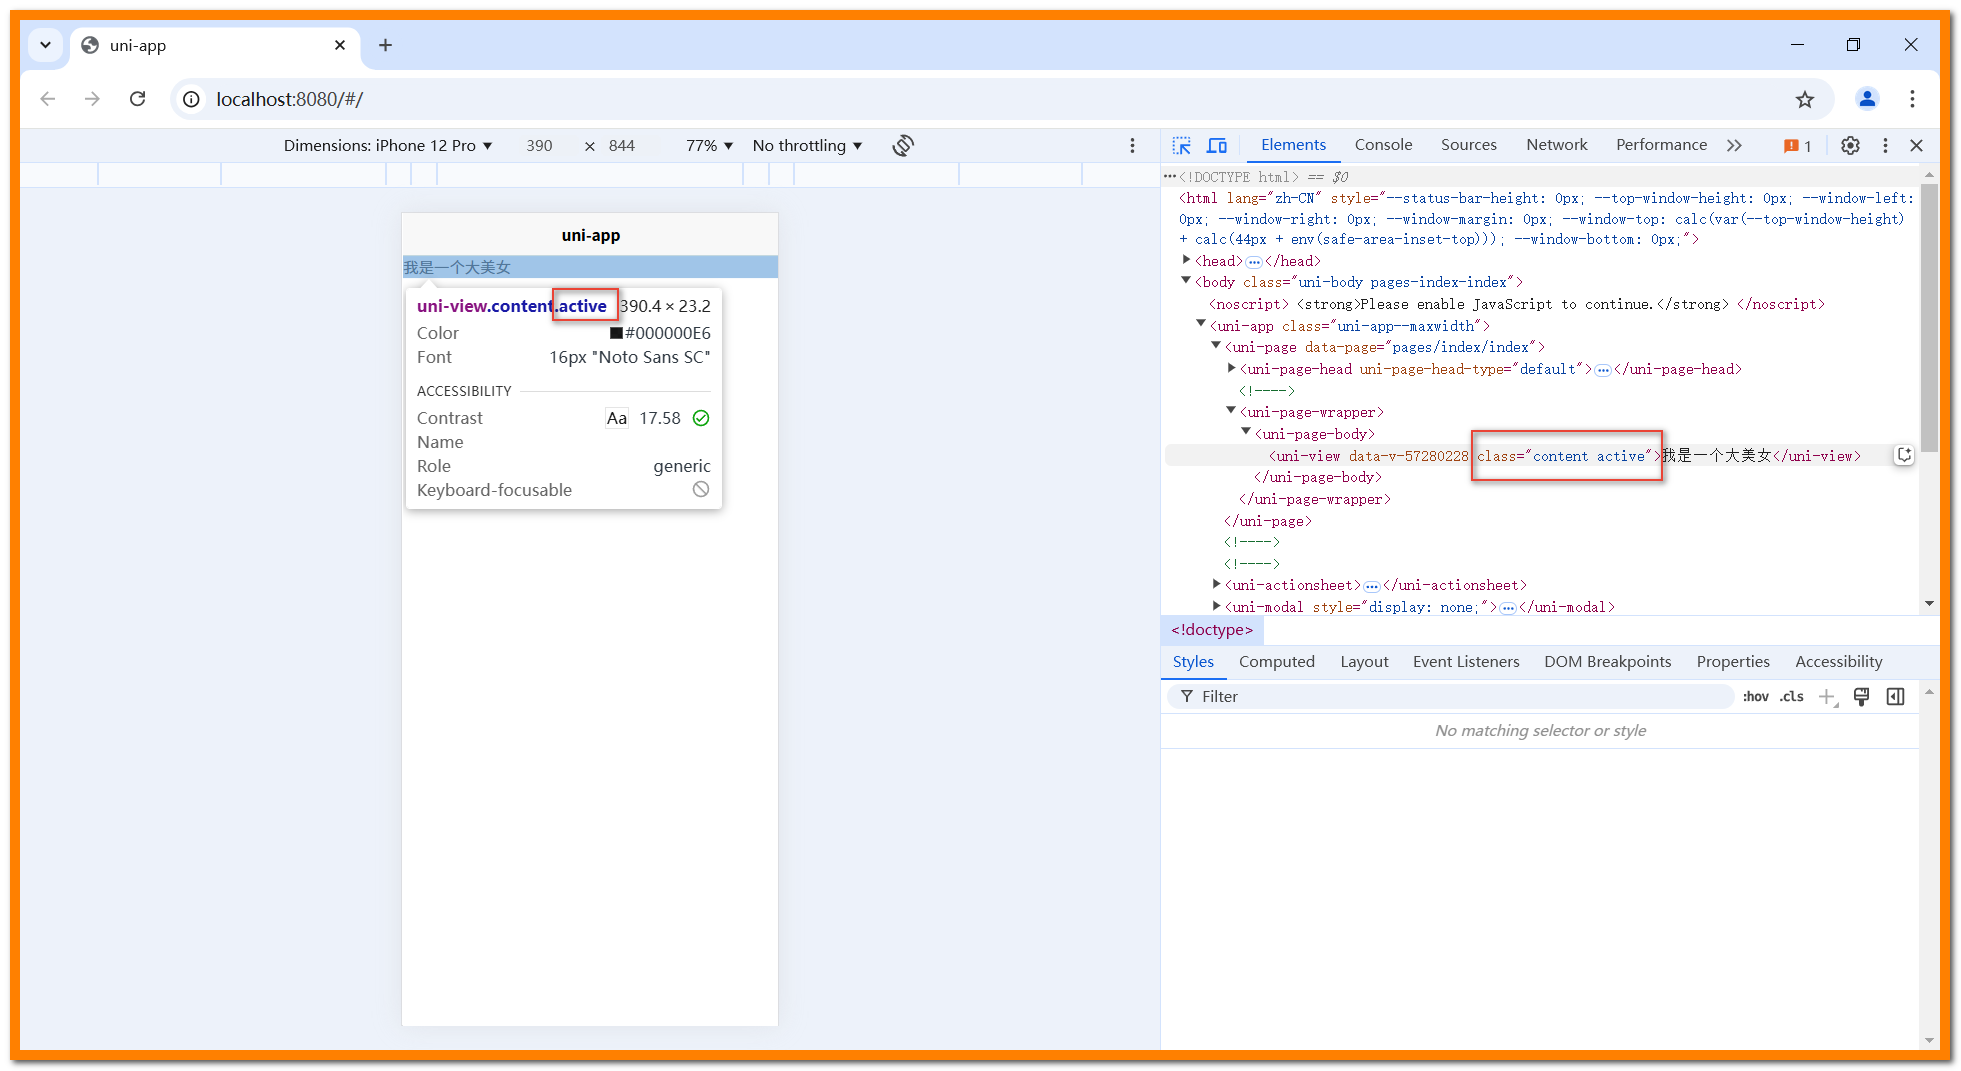 uni-app
localhost:8080/#/
Dimensions: iPhone 12 Pro ▼ 390 × 844 77% ▼ No throttling ▼
Elements Console Sources Network Performance 1
uni-app
我是一个大美女
uni-view.content.active 390.4 × 23.2
Color #000000E6
Font 16px "Noto Sans SC"
ACCESSIBILITY
Contrast Aa 17.58
Name
Role generic
Keyboard-focusable
···<!DOCTYPE html> == $0
<html lang="zh-CN" style="--status-bar-height: 0px; --top-window-height: 0px; --window-left:
0px; --window-right: 0px; --window-margin: 0px; --window-top: calc(var(--top-window-height)
+ calc(44px + env(safe-area-inset-top))); --window-bottom: 0px;">
<head>···</head>
<body class="uni-body pages-index-index">
<noscript> <strong>Please enable JavaScript to continue.</strong> </noscript>
<uni-app class="uni-app--maxwidth">
<uni-page data-page="pages/index/index">
<uni-page-head uni-page-head-type="default">···</uni-page-head>
<!---->
<uni-page-wrapper>
<uni-page-body>
<uni-view data-v-57280228 class="content active">我是一个大美女</uni-view>
</uni-page-body>
</uni-page-wrapper>
</uni-page>
<!---->
<!---->
<uni-actionsheet>···</uni-actionsheet>
<uni-modal style="display: none;">···</uni-modal>
<!doctype>
Styles Computed Layout Event Listeners DOM Breakpoints Properties Accessibility
Filter :hov .cls
No matching selector or style